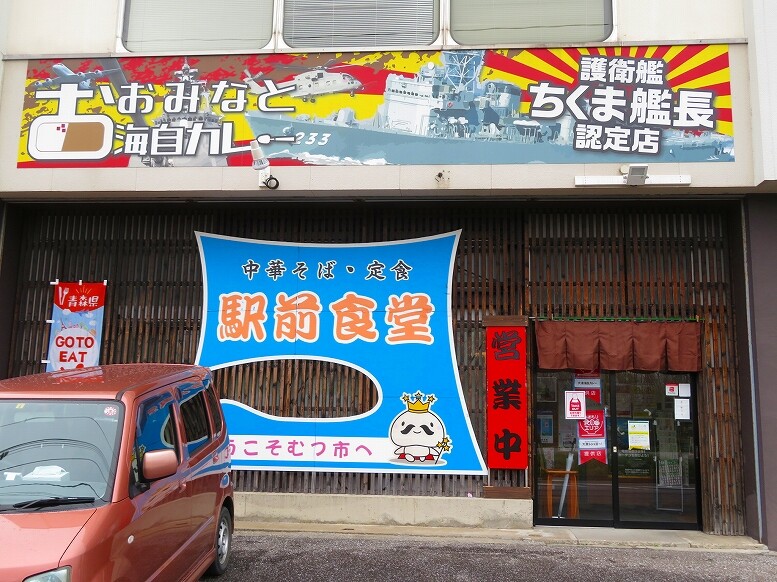 おおみなと
海自カレー
233
護衛艦
ちくま艦長
認定店
中華そば・定食
駅前食堂
うこそむつ市へ
営業中
青森県
GO TO
EAT